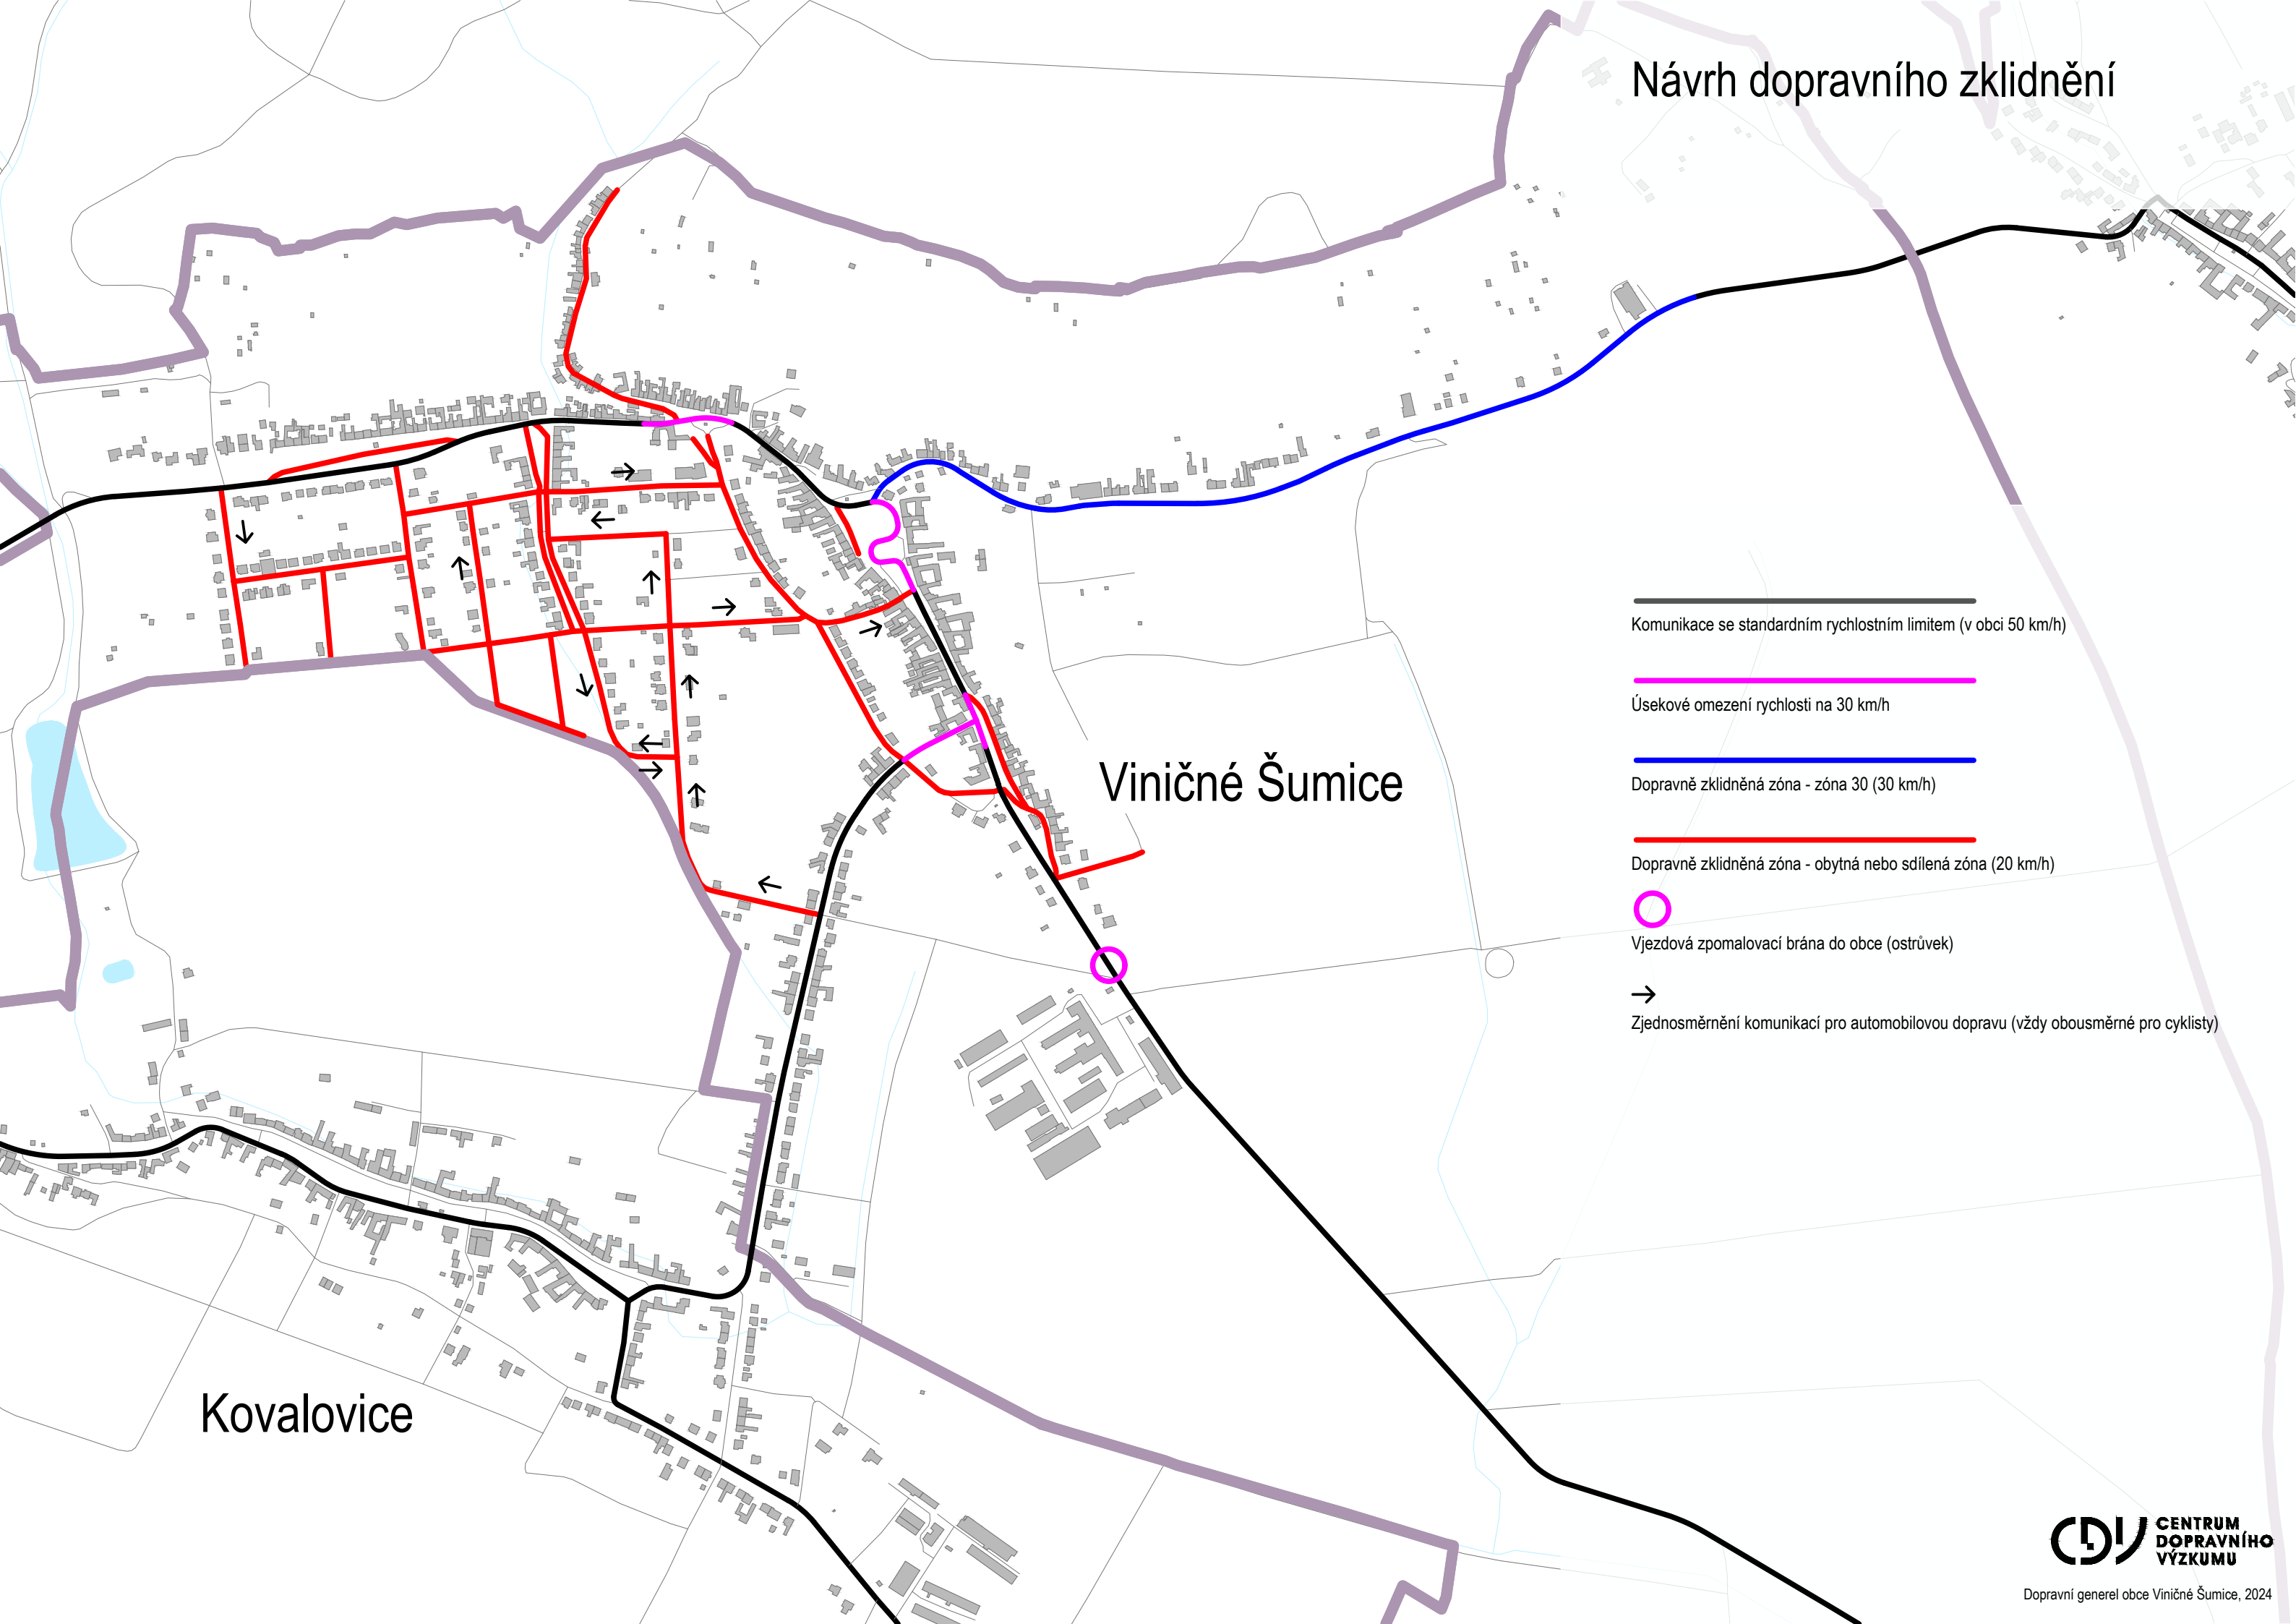 Návrh dopravního zklidnění
Komunikace se standardním rychlostním limitem (v obci 50 km/h)
Úsekové omezení rychlosti na 30 km/h
Viničné Šumice
Dopravně zklidněná zóna - zóna 30 (30 km/h)
Dopravně zklidněná zóna - obytná nebo sdílená zóna (20 km/h)
Vjezdová zpomalovací brána do obce (ostrůvek)
Zjednosměrnění komunikací pro automobilovou dopravu (vždy obousměrné pro cyklisty)
Kovalovice
CDV
CENTRUM
DOPRAVNÍHO
VÝZKUMU
Dopravní generel obce Viničné Šumice, 2024